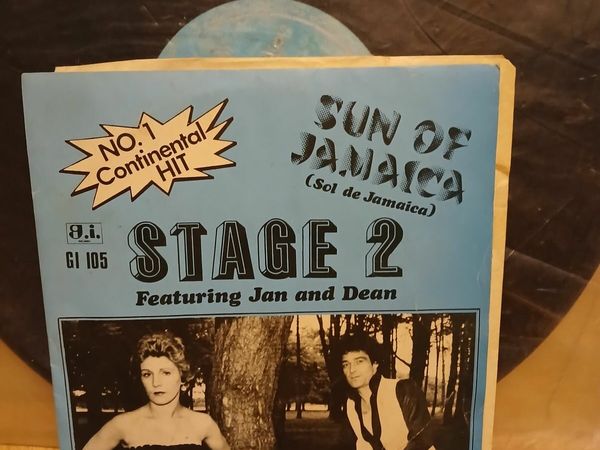 NO. 1
Continental
HIT
SUN OF
JAMAICA
(Sol de Jamaica)
g.i.
GI 105
STAGE 2
Featuring Jan and Dean